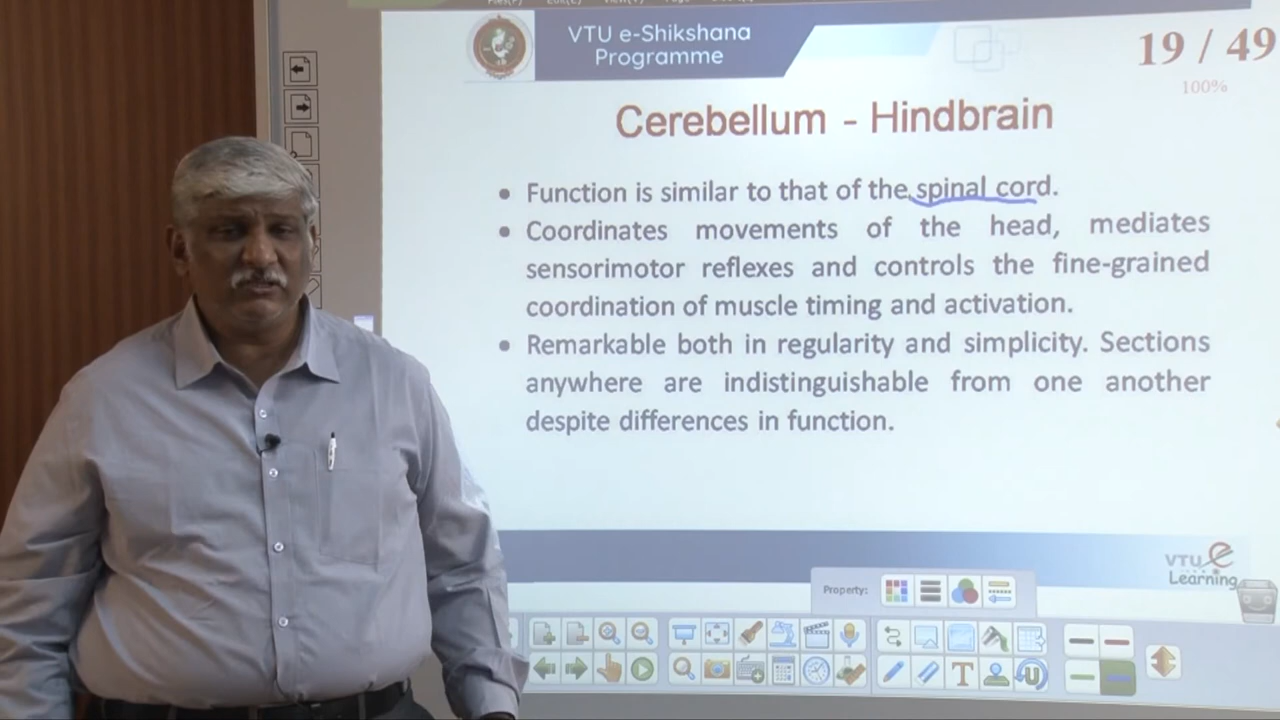 VTU e-Shikshana
Programme
19 / 49
100%
Cerebellum - Hindbrain
• Function is similar to that of the spinal cord.
• Coordinates movements of the head, mediates
sensorimotor reflexes and controls the fine-grained
coordination of muscle timing and activation.
• Remarkable both in regularity and simplicity. Sections
anywhere are indistinguishable from one another
despite differences in function.
VTU e
Learning
Property: